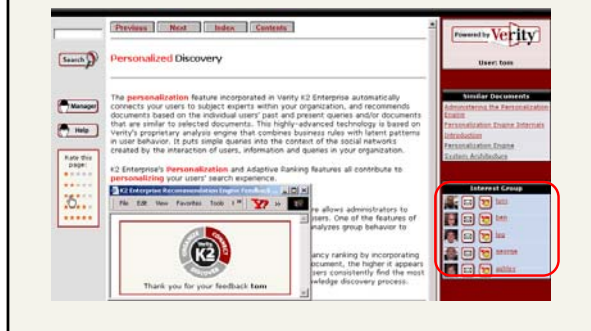 Previous Next Index Contents
Search
Manager
Help
Rate this page:
Personalized Discovery
The personalization feature incorporated in Verity K2 Enterprise automatically
connects your users to subject experts within your organization, and recommends
documents based on the individual users' past and present queries and/or documents
that are similar to selected documents. This highly-advanced technology is based on
Verity's proprietary analysis engine that combines business rules with latent patterns
in user behavior. It puts simple queries into the context of the social networks
created by the interaction of users, information and queries in your organization.
K2 Enterprise's Personalization and Adaptive Ranking features all contribute to
personalizing your users' search experience.
K2 Enterprise Recommendation Engine Feedback
File Edit View Favorites Tools
Verity
K2
DISCOVER
Thank you for your feedback tom
re allows administrators to
sers. One of the features of
nalyzes group behavior to
ancy ranking by incorporating
ocument, the higher it appears
sers consistently find the most
wledge discovery process.
Powered by Verity
User: tom
Similar Documents
Administering the Personalization
Engine
Personalization Engine Internals
Introduction
Personalization Engine
System Architecture
Interest Group
ben
george
ashley